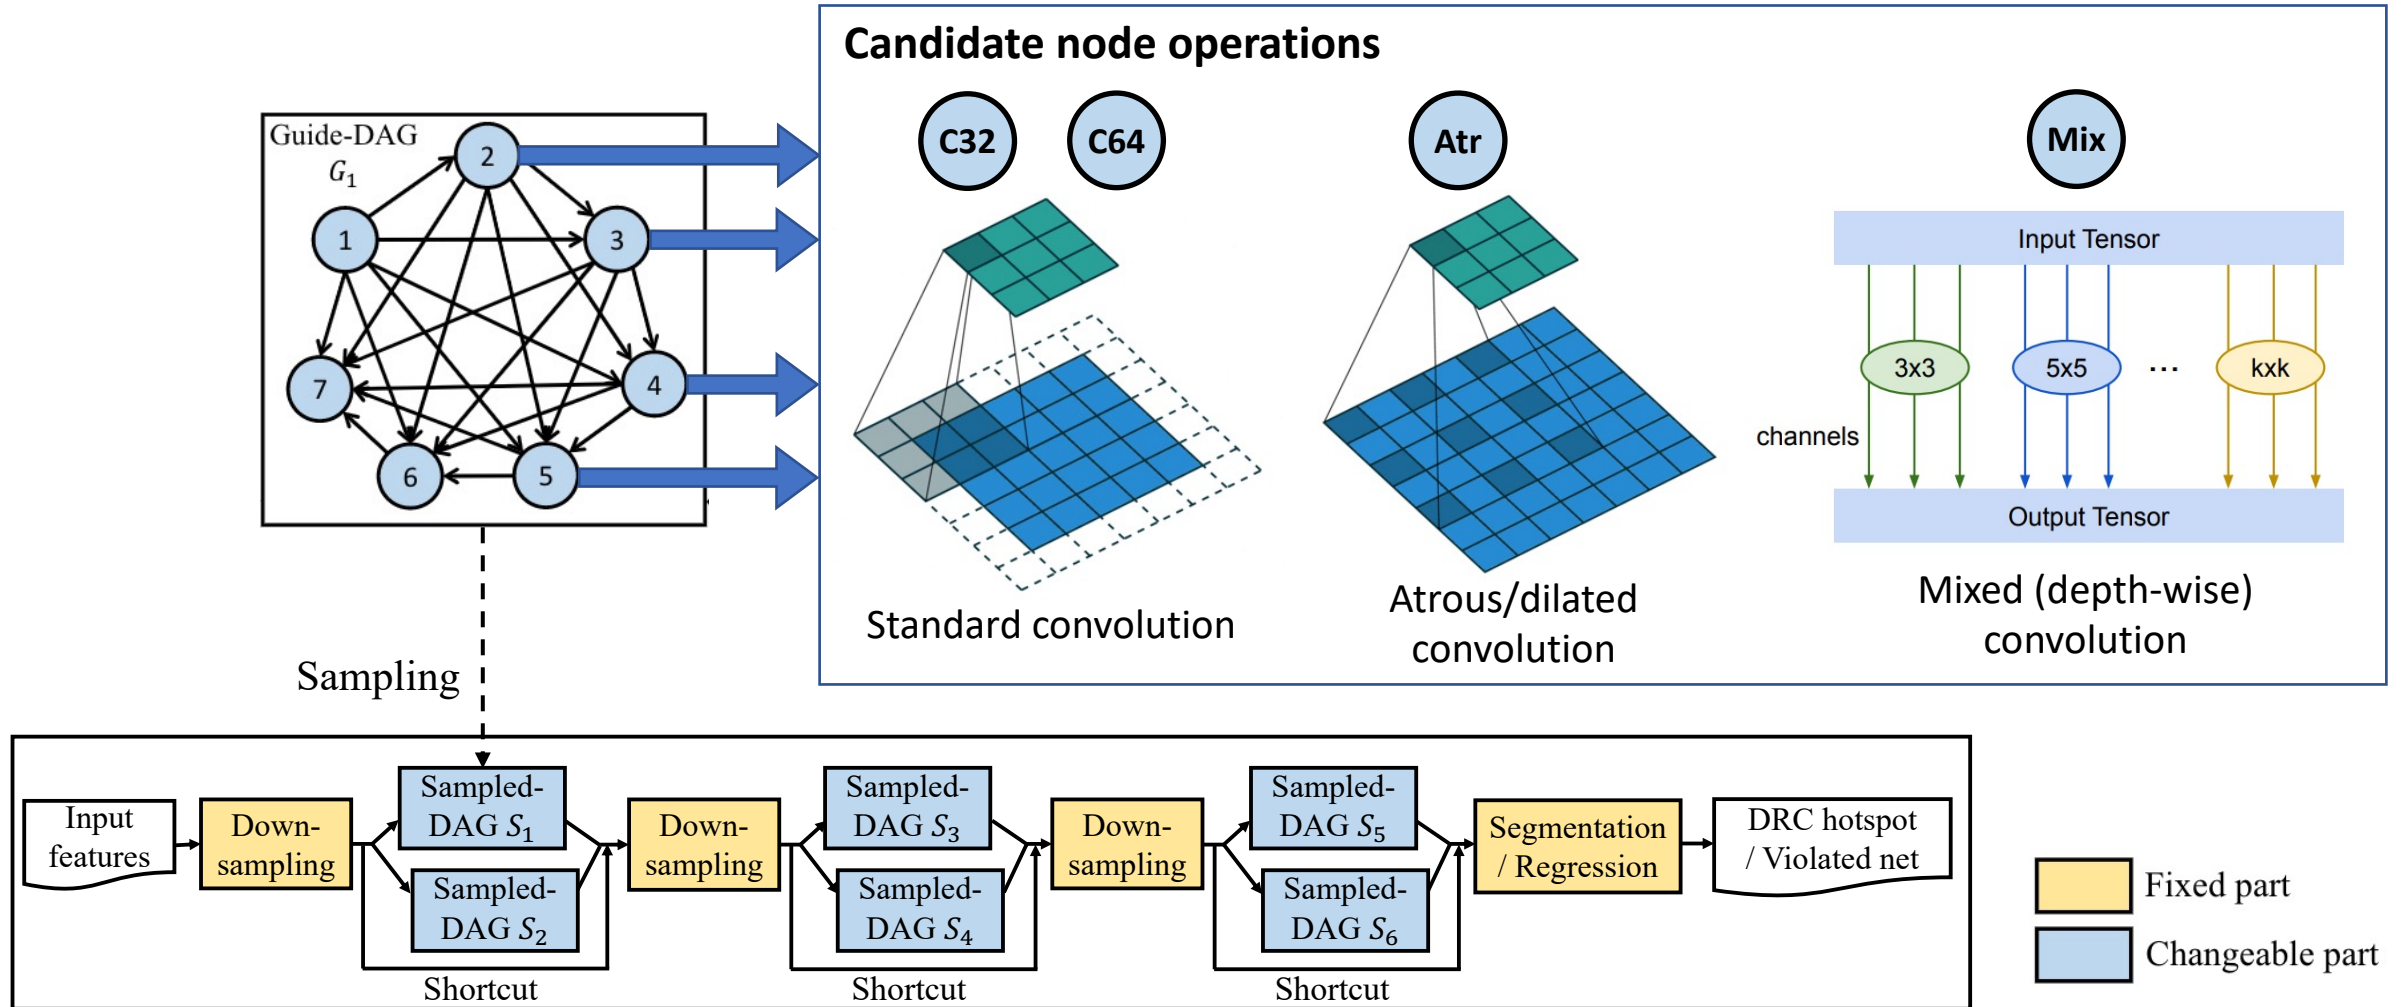 Candidate node operations
Guide-DAG
G₁
1
2
3
4
5
6
7
C32
C64
Atr
Mix
Input Tensor
3x3
5x5
...
kxk
channels
Output Tensor
Standard convolution
Atrous/dilated
convolution
Mixed (depth-wise)
convolution
Sampling
Input
features
Down-
sampling
Sampled-
DAG S₁
Sampled-
DAG S₂
Shortcut
Down-
sampling
Sampled-
DAG S₃
Sampled-
DAG S₄
Shortcut
Down-
sampling
Sampled-
DAG S₅
Sampled-
DAG S₆
Shortcut
Segmentation
/ Regression
DRC hotspot
/ Violated net
Fixed part
Changeable part